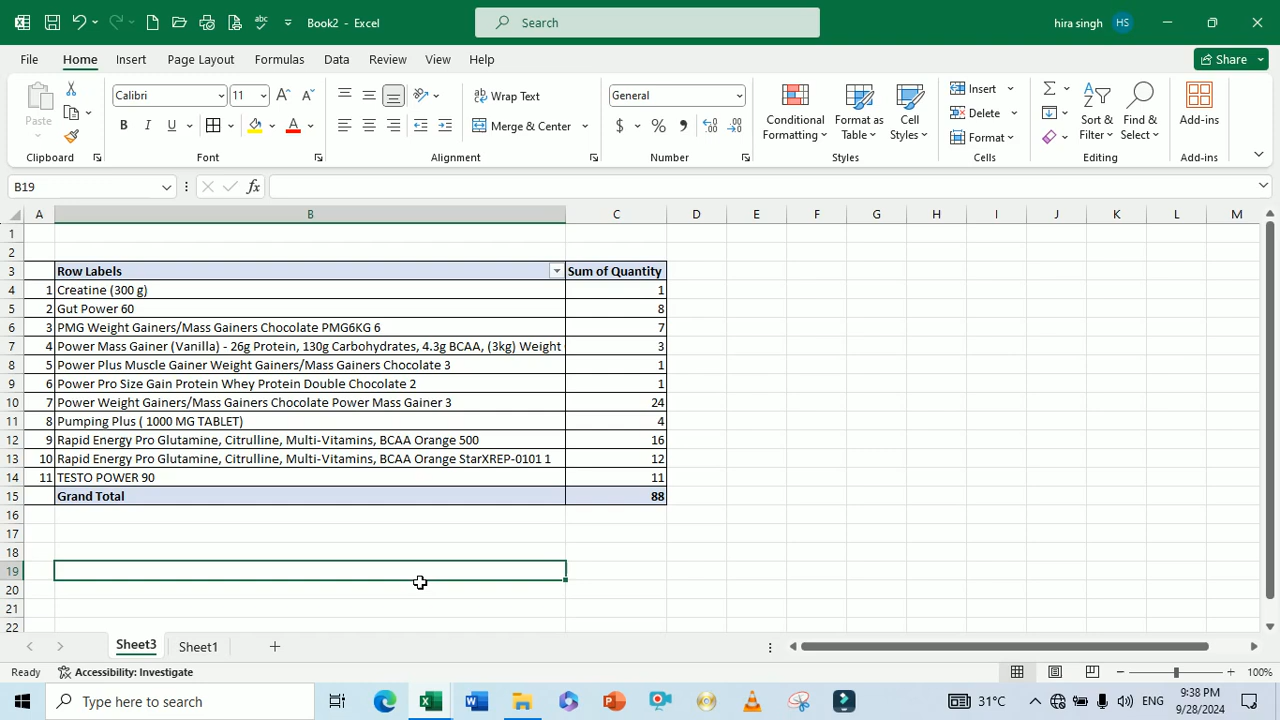 Book2 - Excel
Search
hira singh HS
File Home Insert Page Layout Formulas Data Review View Help Share
Paste
Clipboard
Calibri 11
B I U
Font
Wrap Text
Merge & Center
Alignment
General
$ % ,
Number
Conditional Formatting
Format as Table
Cell Styles
Styles
Insert
Delete
Format
Cells
Sort & Filter
Find & Select
Editing
Add-ins
Add-ins
B19 fx
A B C D E F G H I J K L M
1
2
3 Row Labels Sum of Quantity
4 1 Creatine (300 g) 1
5 2 Gut Power 60 8
6 3 PMG Weight Gainers/Mass Gainers Chocolate PMG6KG 6 7
7 4 Power Mass Gainer (Vanilla) - 26g Protein, 130g Carbohydrates, 4.3g BCAA, (3kg) Weight 3
8 5 Power Plus Muscle Gainer Weight Gainers/Mass Gainers Chocolate 3 1
9 6 Power Pro Size Gain Protein Whey Protein Double Chocolate 2 1
10 7 Power Weight Gainers/Mass Gainers Chocolate Power Mass Gainer 3 24
11 8 Pumping Plus ( 1000 MG TABLET) 4
12 9 Rapid Energy Pro Glutamine, Citrulline, Multi-Vitamins, BCAA Orange 500 16
13 10 Rapid Energy Pro Glutamine, Citrulline, Multi-Vitamins, BCAA Orange StarXREP-0101 1 12
14 11 TESTO POWER 90 11
15 Grand Total 88
16
17
18
19
20
21
22
Sheet3 Sheet1
Ready Accessibility: Investigate 100%
Type here to search
31°C
ENG
9:38 PM
9/28/2024